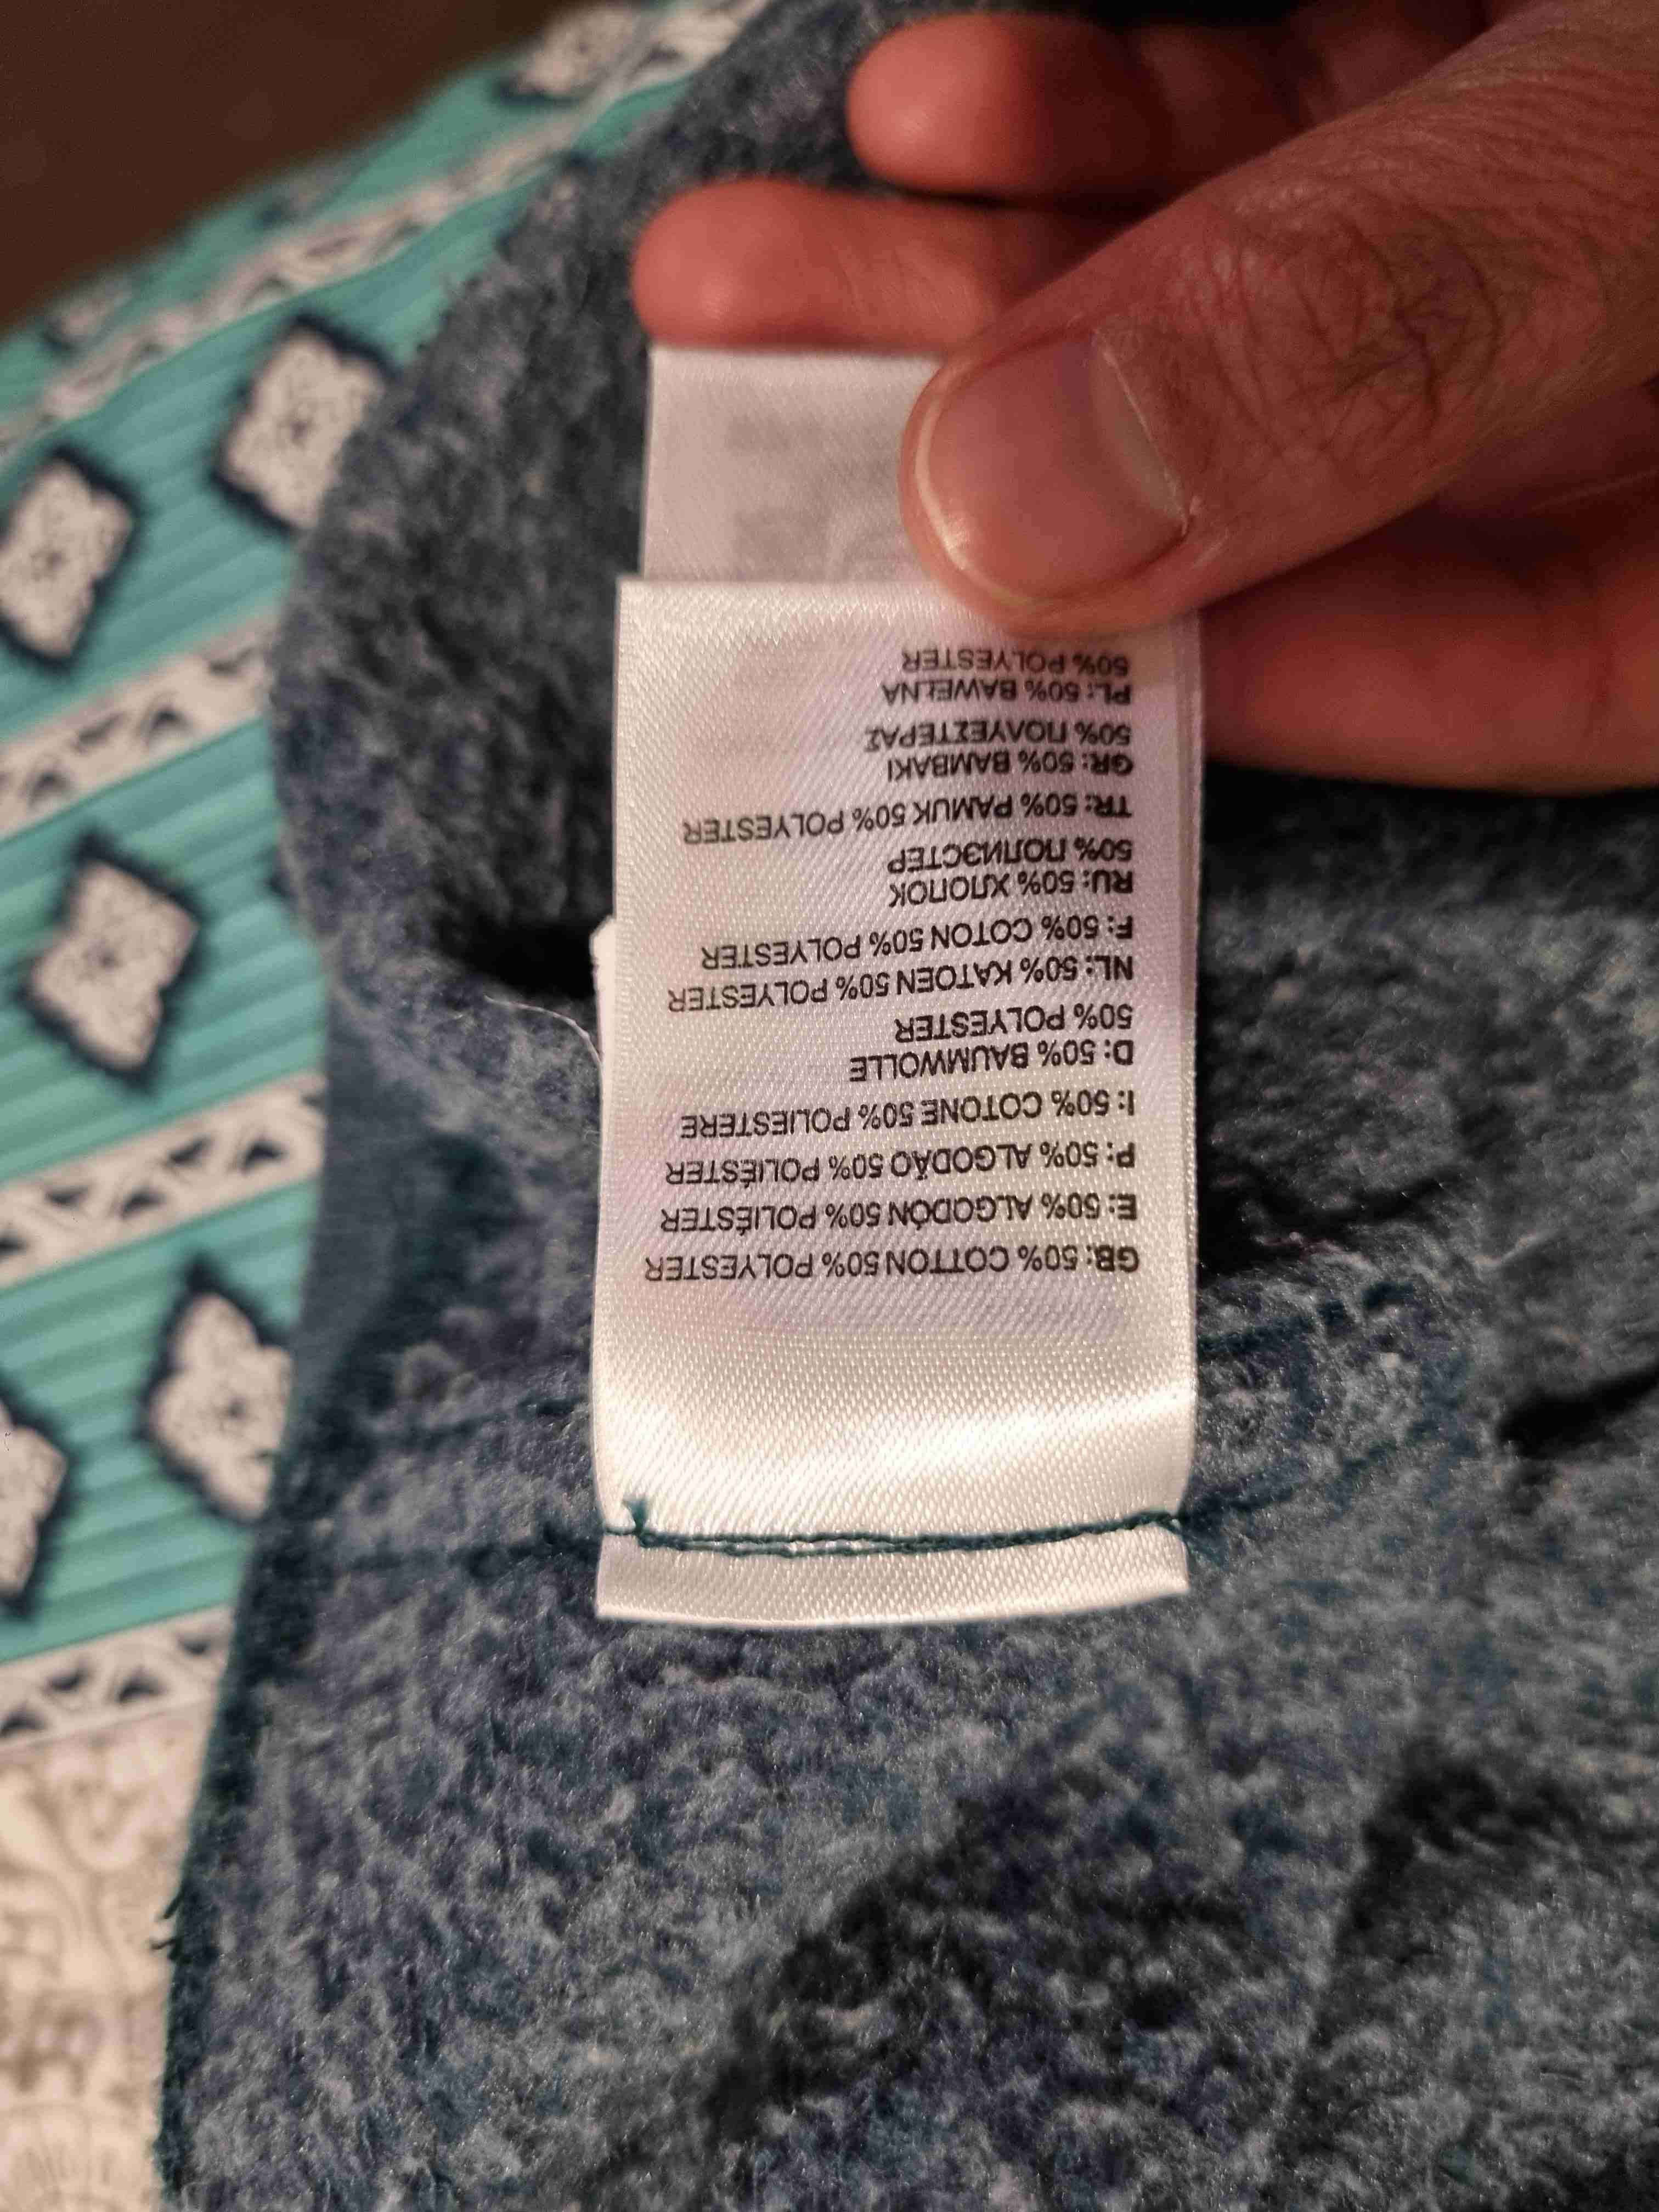 GB: 50% COTTON 50% POLYESTER
E: 50% ALGODÓN 50% POLIÉSTER
P: 50% ALGODÃO 50% POLIÉSTER
I: 50% COTONE 50% POLIESTERE
D: 50% BAUMWOLLE
50% POLYESTER
NL: 50% KATOEN 50% POLYESTER
F: 50% COTON 50% POLYESTER
RU: 50% ХЛОПОК
50% ПОЛИЭСТЕР
TR: 50% PAMUK 50% POLYESTER
GR: 50% ΒΑΜΒΑΚΙ
50% ΠΟΛΥΕΣΤΕΡΑΣ
PL: 50% BAWEŁNA
50% POLYESTER